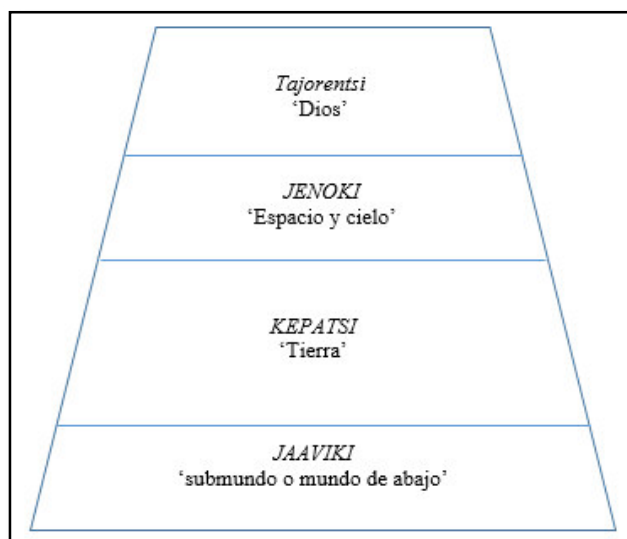 Tajorentsi
‘Dios’
JENOKI
‘Espacio y cielo’
KEPATSI
‘Tierra’
JAAVIKI
‘submundo o mundo de abajo’